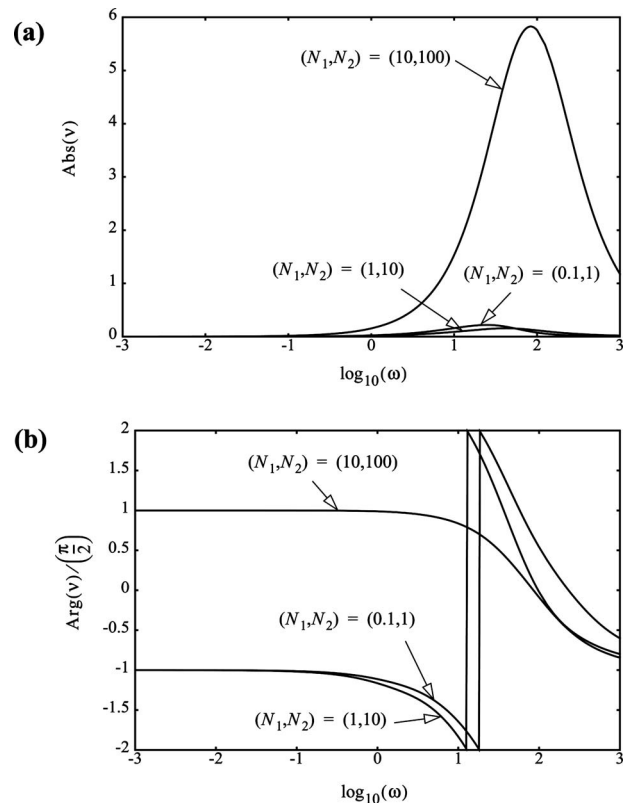 (a)
6
5
4
3
2
1
0
Abs(ν)
(N₁,N₂) = (10,100)
(N₁,N₂) = (1,10)
(N₁,N₂) = (0.1,1)
-3 -2 -1 0 1 2 3
log₁₀(ω)
(b)
2
1.5
1
0.5
0
-0.5
-1
-1.5
-2
Arg(ν)/(π/2)
(N₁,N₂) = (10,100)
(N₁,N₂) = (0.1,1)
(N₁,N₂) = (1,10)
-3 -2 -1 0 1 2 3
log₁₀(ω)